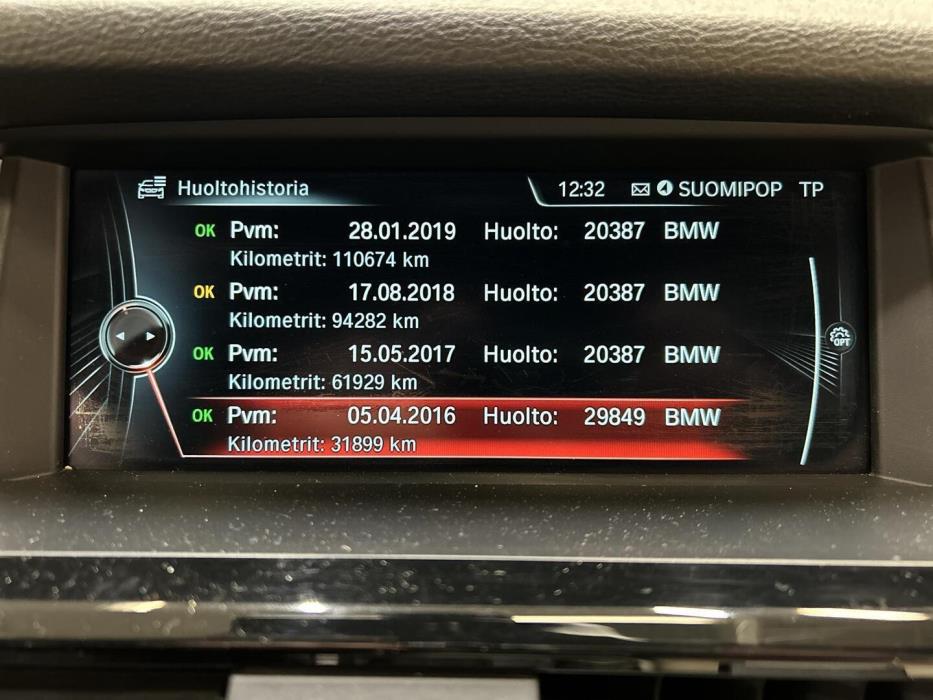 Huoltohistoria 12:32 SUOMIPOP TP
OK Pvm: 28.01.2019 Huolto: 20387 BMW
Kilometrit: 110674 km
OK Pvm: 17.08.2018 Huolto: 20387 BMW
Kilometrit: 94282 km
OK Pvm: 15.05.2017 Huolto: 20387 BMW
Kilometrit: 61929 km
OPT
OK Pvm: 05.04.2016 Huolto: 29849 BMW
Kilometrit: 31899 km